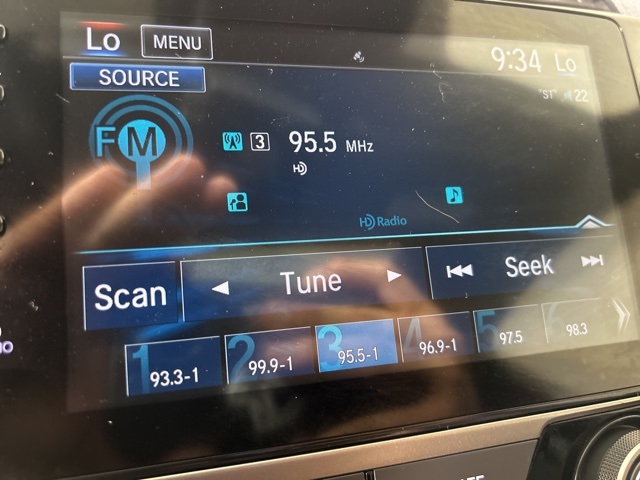 Lo MENU 9:34 Lo
SOURCE
"ST" 22
FM 3 95.5 MHz
HD
HD Radio
Scan Tune Seek
1 93.3-1 2 99.9-1 3 95.5-1 4 96.9-1 5 97.5 6 98.3